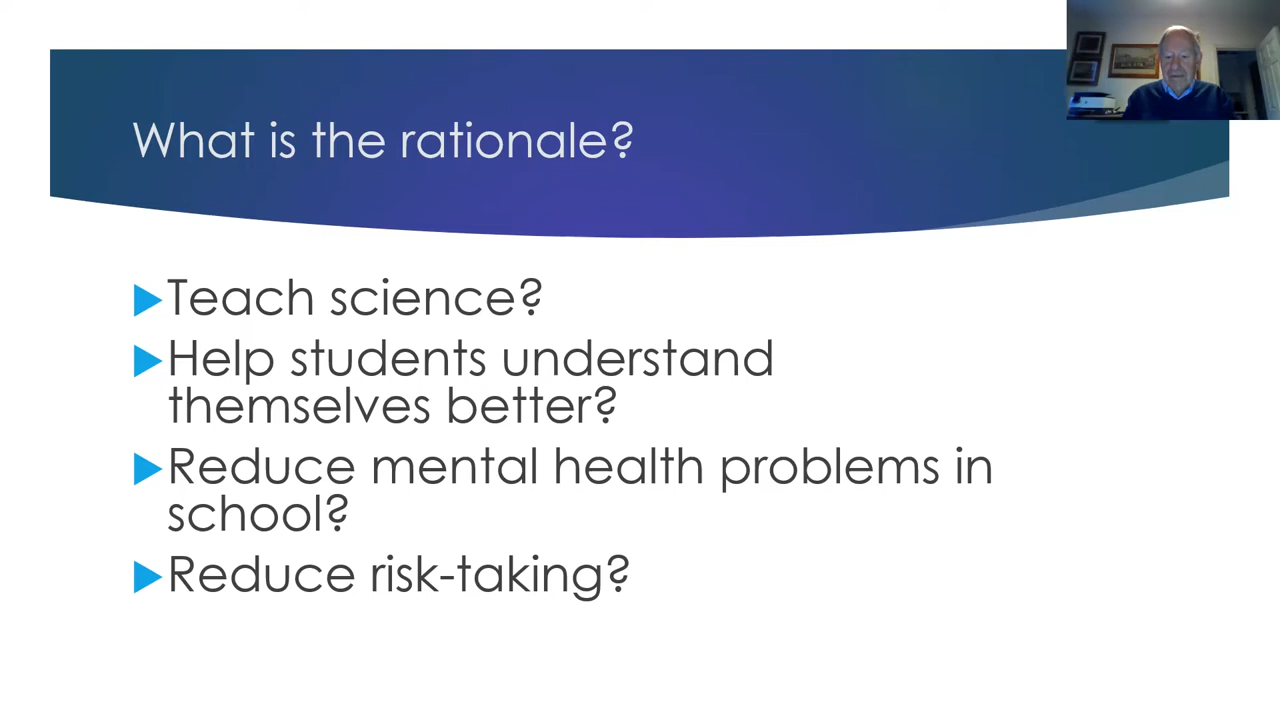 What is the rationale?
Teach science?
Help students understand
themselves better?
Reduce mental health problems in
school?
Reduce risk-taking?